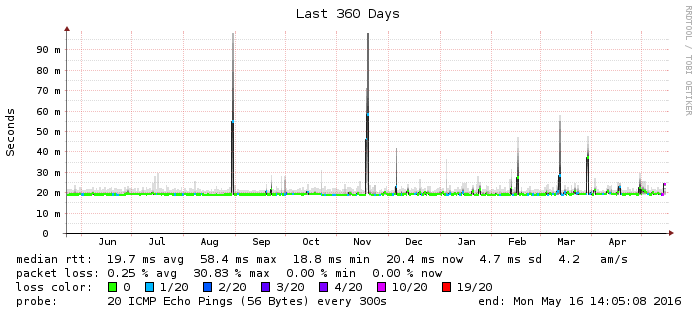 Last 360 Days
RRDTOOL / TOBI OETIKER
Seconds
90 m
80 m
70 m
60 m
50 m
40 m
30 m
20 m
10 m
0
Jun Jul Aug Sep Oct Nov Dec Jan Feb Mar Apr
median rtt: 19.7 ms avg 58.4 ms max 18.8 ms min 20.4 ms now 4.7 ms sd 4.2 am/s
packet loss: 0.25 % avg 30.83 % max 0.00 % min 0.00 % now
loss color: 0 1/20 2/20 3/20 4/20 10/20 19/20
probe: 20 ICMP Echo Pings (56 Bytes) every 300s end: Mon May 16 14:05:08 2016